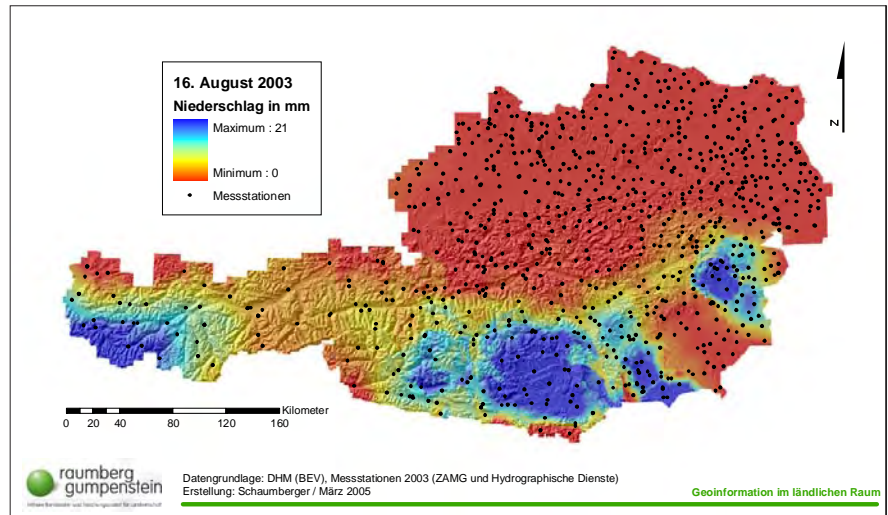 16. August 2003
Niederschlag in mm
Maximum : 21
Minimum : 0
Messstationen
Z
Kilometer
0 20 40 80 120 160
raumberg
gumpenstein
Datengrundlage: DHM (BEV), Messstationen 2003 (ZAMG und Hydrographische Dienste)
Erstellung: Schaumberger / März 2005
Geoinformation im ländlichen Raum